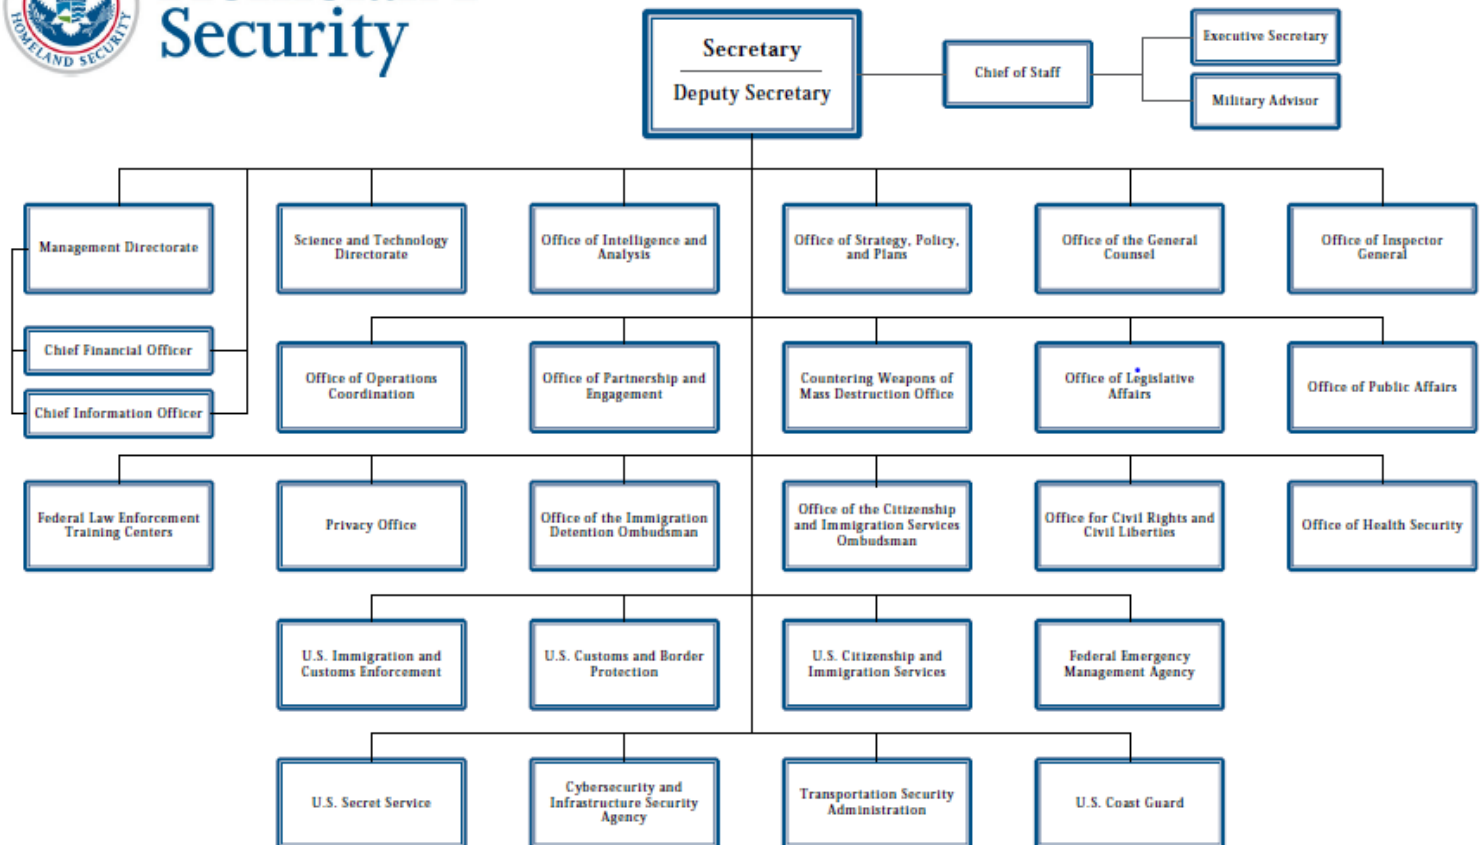 HOMELAND SECURITY
Security
Secretary
Deputy Secretary
Chief of Staff
Executive Secretary
Military Advisor
Management Directorate
Science and Technology
Directorate
Office of Intelligence and
Analysis
Office of Strategy, Policy,
and Plans
Office of the General
Counsel
Office of Inspector
General
Chief Financial Officer
Chief Information Officer
Office of Operations
Coordination
Office of Partnership and
Engagement
Countering Weapons of
Mass Destruction Office
Office of Legislative
Affairs
Office of Public Affairs
Federal Law Enforcement
Training Centers
Privacy Office
Office of the Immigration
Detention Ombudsman
Office of the Citizenship
and Immigration Services
Ombudsman
Office for Civil Rights and
Civil Liberties
Office of Health Security
U.S. Immigration and
Customs Enforcement
U.S. Customs and Border
Protection
U.S. Citizenship and
Immigration Services
Federal Emergency
Management Agency
U.S. Secret Service
Cybersecurity and
Infrastructure Security
Agency
Transportation Security
Administration
U.S. Coast Guard